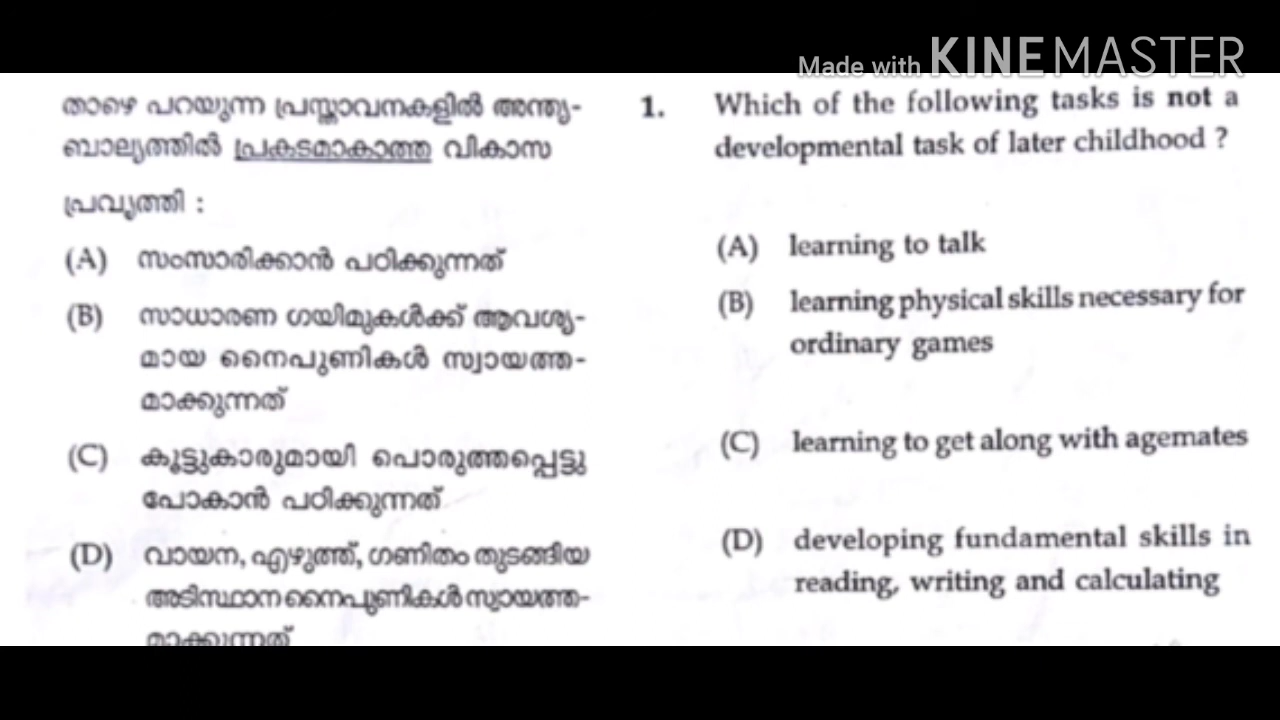 Made with KINEMASTER
താഴെ പറയുന്ന പ്രസ്താവനകളിൽ അന്ത്യ-
ബാല്യത്തിൽ പ്രകടമാകാത്ത വികാസ
പ്രവൃത്തി :
(A) സംസാരിക്കാൻ പഠിക്കുന്നത്
(B) സാധാരണ ഗയിമുകൾക്ക് ആവശ്യ-
മായ നൈപുണികൾ സ്വായത്ത-
മാക്കുന്നത്
(C) കൂട്ടുകാരുമായി പൊരുത്തപ്പെട്ടു
പോകാൻ പഠിക്കുന്നത്
(D) വായന, എഴുത്ത്, ഗണിതം തുടങ്ങിയ
അടിസ്ഥാന നൈപുണികൾ സ്വായത്ത-
മാക്കുന്നത്
1. Which of the following tasks is not a
developmental task of later childhood ?
(A) learning to talk
(B) learning physical skills necessary for
ordinary games
(C) learning to get along with agemates
(D) developing fundamental skills in
reading, writing and calculating